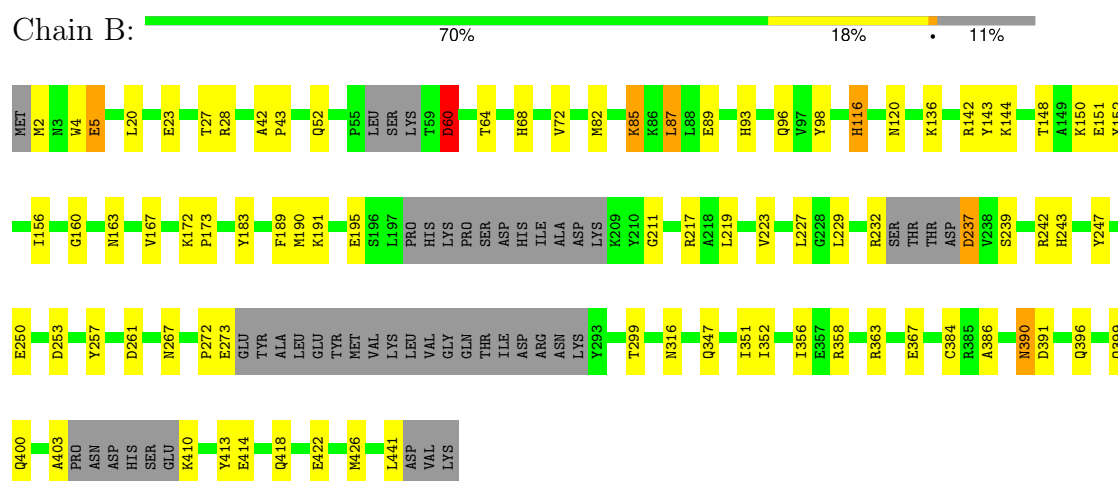 Chain B:
70% 18% • 11%
MET M2 N3 W4 E5 L20 E23 T27 R28 A42 P43 Q52 P55 LEU SER LYS T59 D60 T64 H68 V72 M82 K85 K86 L87 L88 E89 H93 Q96 V97 Y98 H116 N120 K136 R142 Y143 K144 T148 A149 K150 E151
I156 G160 N163 V167 K172 P173 Y183 F189 M190 K191 E195 S196 L197 PRO HIS LYS PRO SER ASP HIS ILE ALA ASP LYS K209 Y210 G211 R217 A218 L219 V223 L227 G228 L229 R232 SER THR THR ASP D237 V238 S239 R242 H243 Y247
E250 D253 Y257 D261 N267 P272 E273 GLU TYR ALA LEU GLU TYR MET VAL LYS LEU VAL GLY GLN THR ILE ASP ARG ASN LYS Y293 T299 N316 Q347 I351 I352 I356 E357 R358 R363 E367 C384 R385 A386 N390 D391 Q396
Q400 A403 PRO ASN ASP HIS SER GLU K410 Y413 E414 Q418 E422 M426 L441 ASP VAL LYS